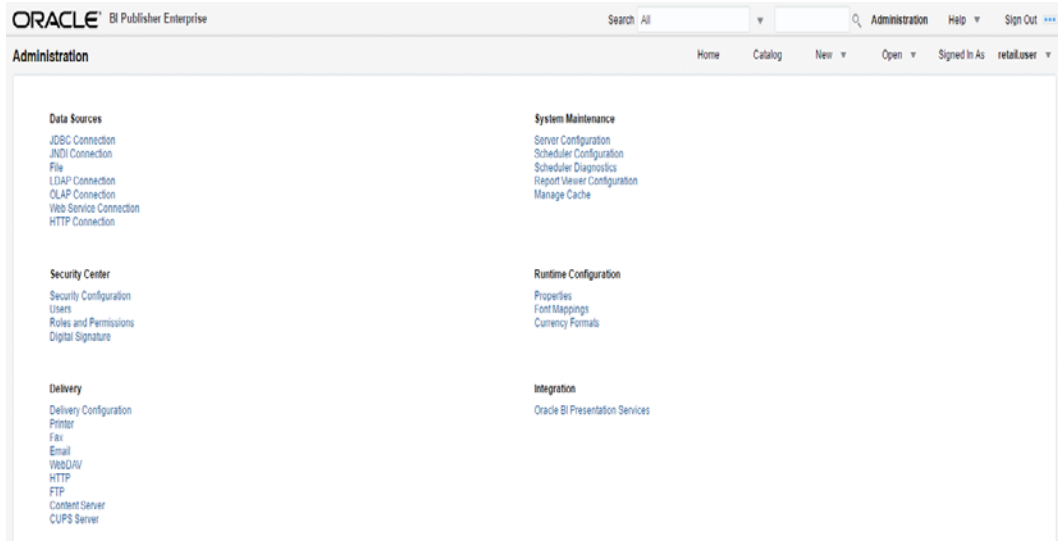 ORACLE BI Publisher Enterprise
Search All
Administration Help Sign Out
Administration
Home Catalog New Open Signed In As retail.user
Data Sources
JDBC Connection
JNDI Connection
File
LDAP Connection
OLAP Connection
Web Service Connection
HTTP Connection
System Maintenance
Server Configuration
Scheduler Configuration
Scheduler Diagnostics
Report Viewer Configuration
Manage Cache
Security Center
Security Configuration
Users
Roles and Permissions
Digital Signature
Runtime Configuration
Properties
Font Mappings
Currency Formats
Delivery
Delivery Configuration
Printer
Fax
Email
WebDAV
HTTP
FTP
Content Server
CUPS Server
Integration
Oracle BI Presentation Services